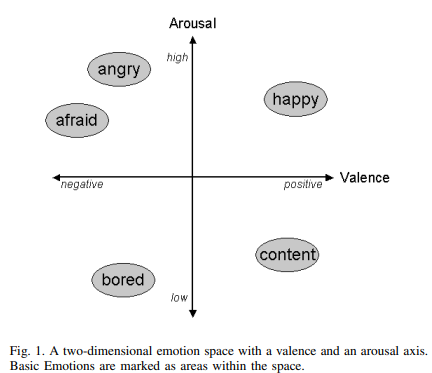 Arousal
high
angry
happy
afraid
Valence
negative
positive
content
bored
low
Fig. 1. A two-dimensional emotion space with a valence and an arousal axis.
Basic Emotions are marked as areas within the space.